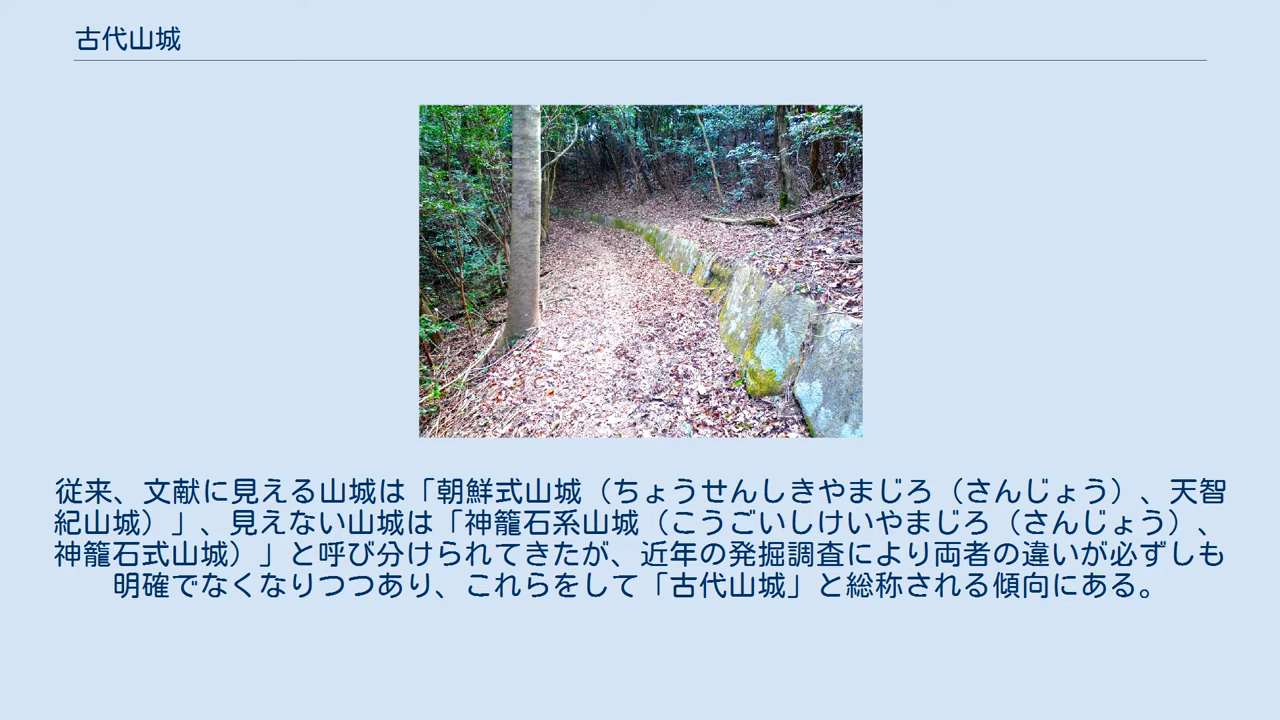 古代山城
従来、文献に見える山城は「朝鮮式山城（ちょうせんしきやまじろ（さんじょう）、天智
紀山城）」、見えない山城は「神籠石系山城（こうごいしけいやまじろ（さんじょう）、
神籠石式山城）」と呼び分けられてきたが、近年の発掘調査により両者の違いが必ずしも
明確でなくなりつつあり、これらをして「古代山城」と総称される傾向にある。